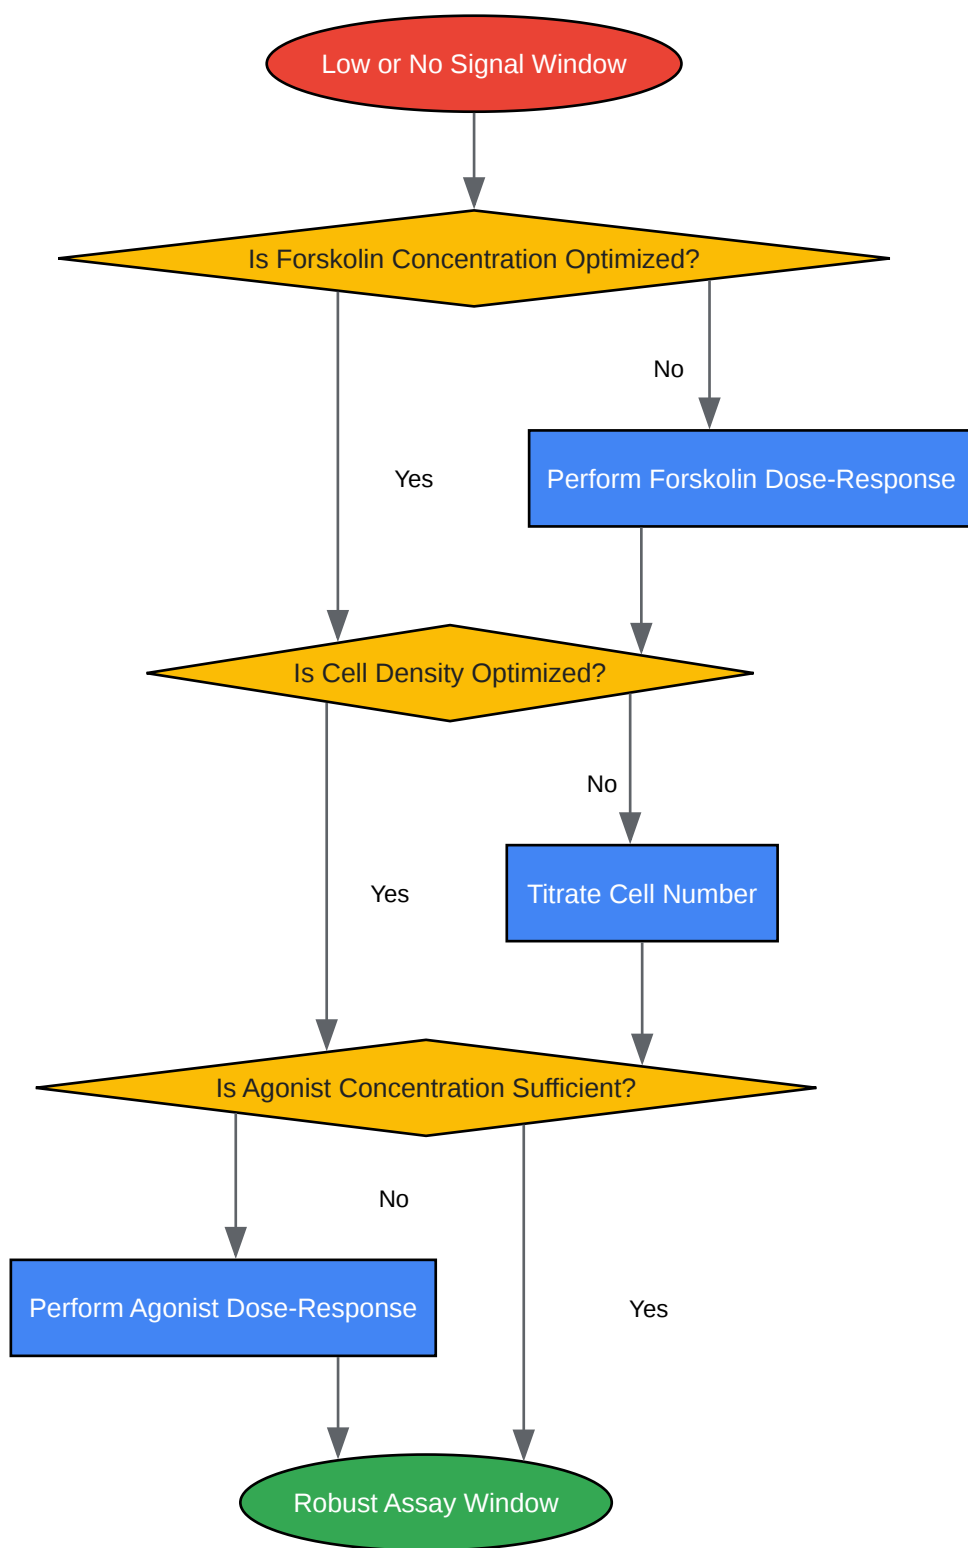 Low or No Signal Window
Is Forskolin Concentration Optimized?
No
Yes
Perform Forskolin Dose-Response
Is Cell Density Optimized?
No
Yes
Titrate Cell Number
Is Agonist Concentration Sufficient?
No
Perform Agonist Dose-Response
Yes
Robust Assay Window